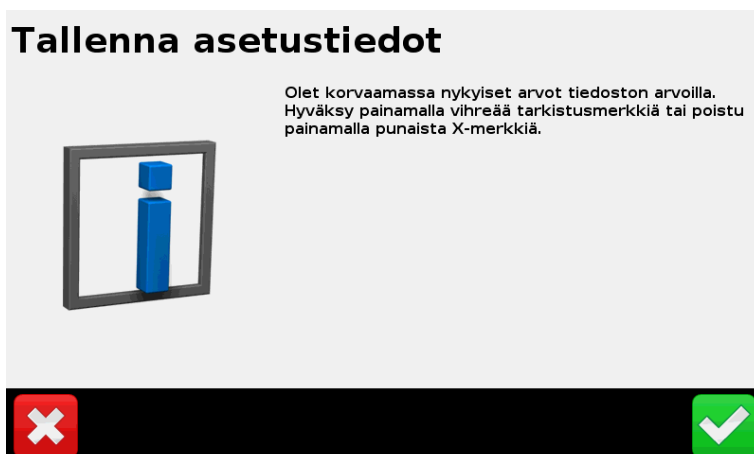 Tallenna asetustiedot
Olet korvaamassa nykyiset arvot tiedoston arvoilla.
Hyväksy painamalla vihreää tarkistusmerkkiä tai poistu
painamalla punaista X-merkkiä.